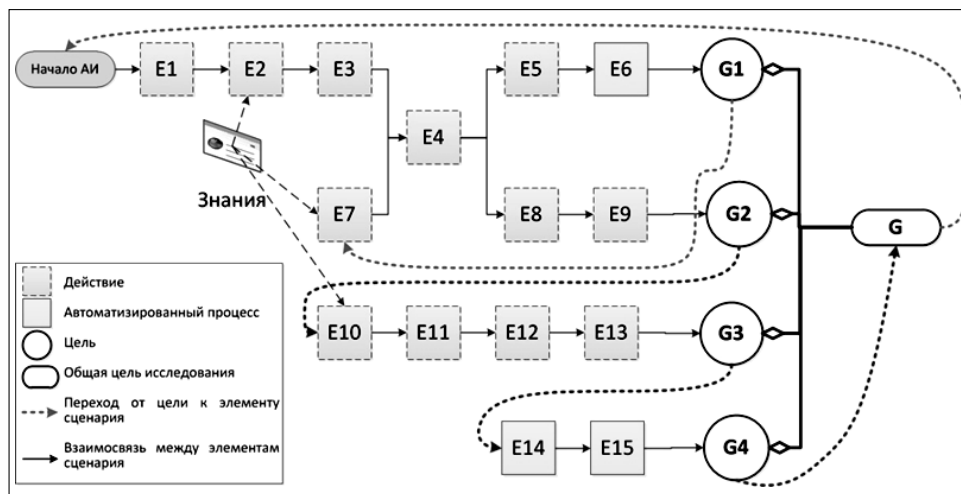 Начало АИ
E1
E2
E3
E4
E5
E6
G1
Знания
E7
E8
E9
G2
G
E10
E11
E12
E13
G3
E14
E15
G4
Действие
Автоматизированный процесс
Цель
Общая цель исследования
Переход от цели к элементу
сценария
Взаимосвязь между элементам
сценария